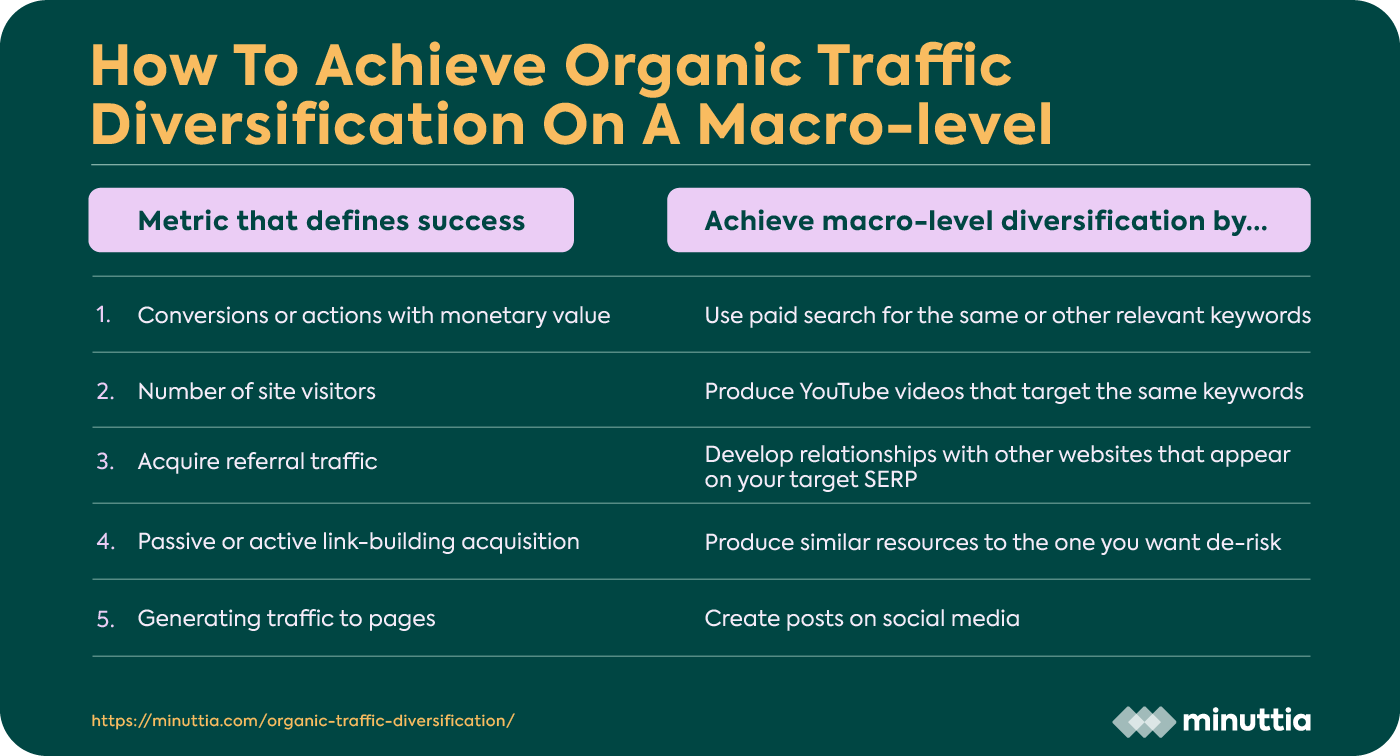 How To Achieve Organic Traffic
Diversification On A Macro-level
Metric that defines success
Achieve macro-level diversification by...
1. Conversions or actions with monetary value
Use paid search for the same or other relevant keywords
2. Number of site visitors
Produce YouTube videos that target the same keywords
3. Acquire referral traffic
Develop relationships with other websites that appear
on your target SERP
4. Passive or active link-building acquisition
Produce similar resources to the one you want de-risk
5. Generating traffic to pages
Create posts on social media
https://minuttia.com/organic-traffic-diversification/
minuttia